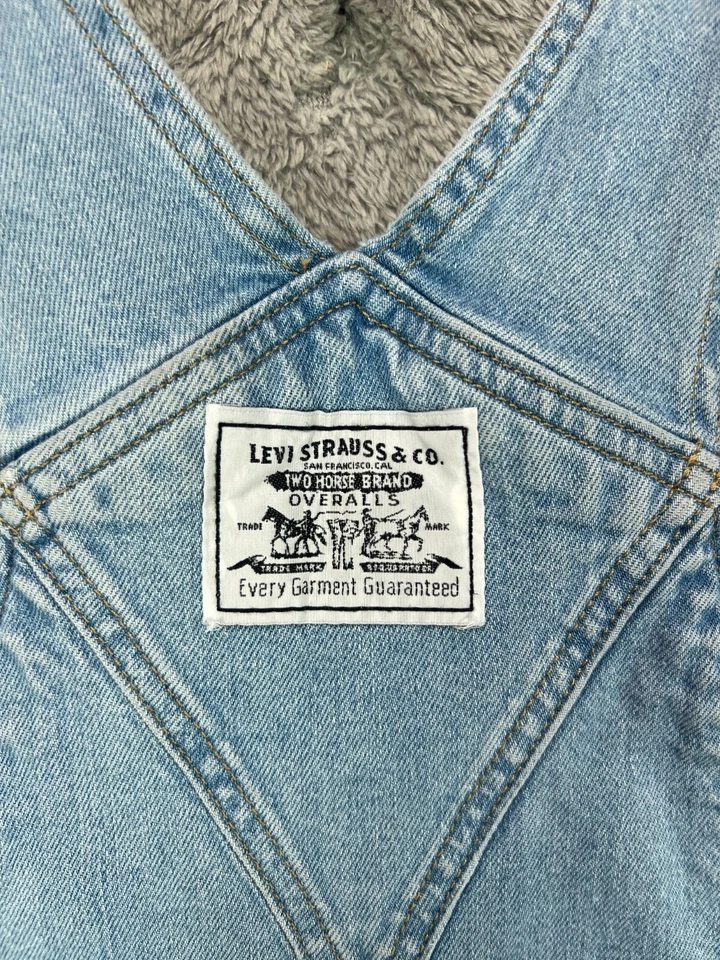 LEVI STRAUSS & CO.
SAN FRANCISCO, CAL
TWO HORSE BRAND
OVERALLS
TRADE MARK
TRADE MARK
Every Garment Guaranteed